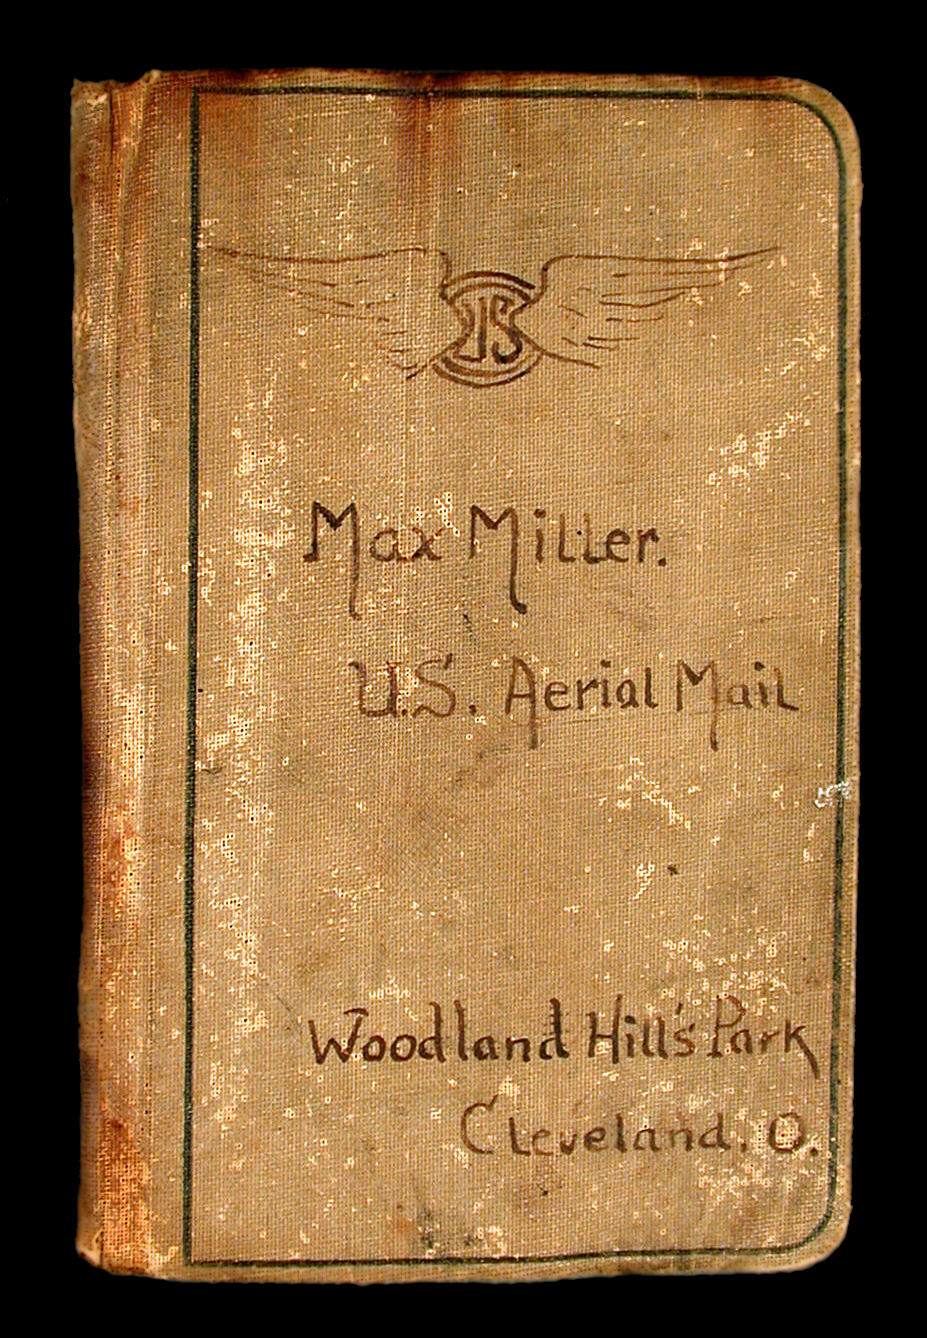 US
Max Miller.
U.S. Aerial Mail
Woodland Hill's Park
Cleveland, O.